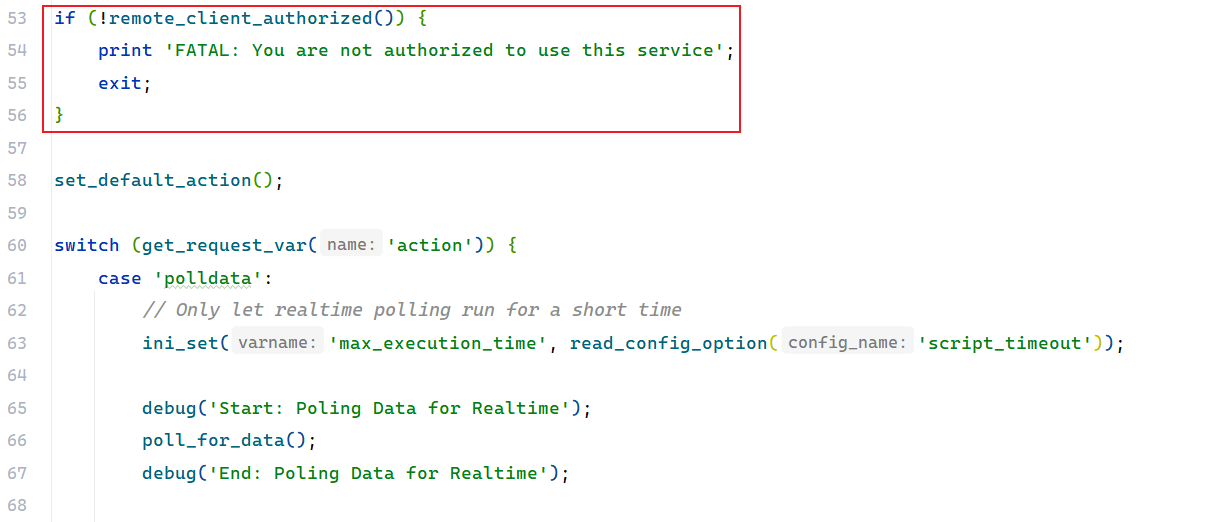 53 if (!remote_client_authorized()) {
54 print 'FATAL: You are not authorized to use this service';
55 exit;
56 }
57
58 set_default_action();
59
60 switch (get_request_var( name: 'action')) {
61 case 'polldata':
62 // Only let realtime polling run for a short time
63 ini_set( varname: 'max_execution_time', read_config_option( config_name: 'script_timeout'));
64
65 debug('Start: Poling Data for Realtime');
66 poll_for_data();
67 debug('End: Poling Data for Realtime');
68